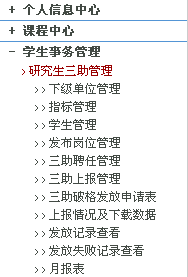 + 个人信息中心
+ 课程中心
- 学生事务管理
> 研究生三助管理
>> 下级单位管理
>> 指标管理
>> 学生管理
>> 发布岗位管理
>> 三助聘任管理
>> 三助上报管理
>> 三助破格发放申请表
>> 上报情况及下载数据
>> 发放记录查看
>> 发放失败记录查看
>> 月报表